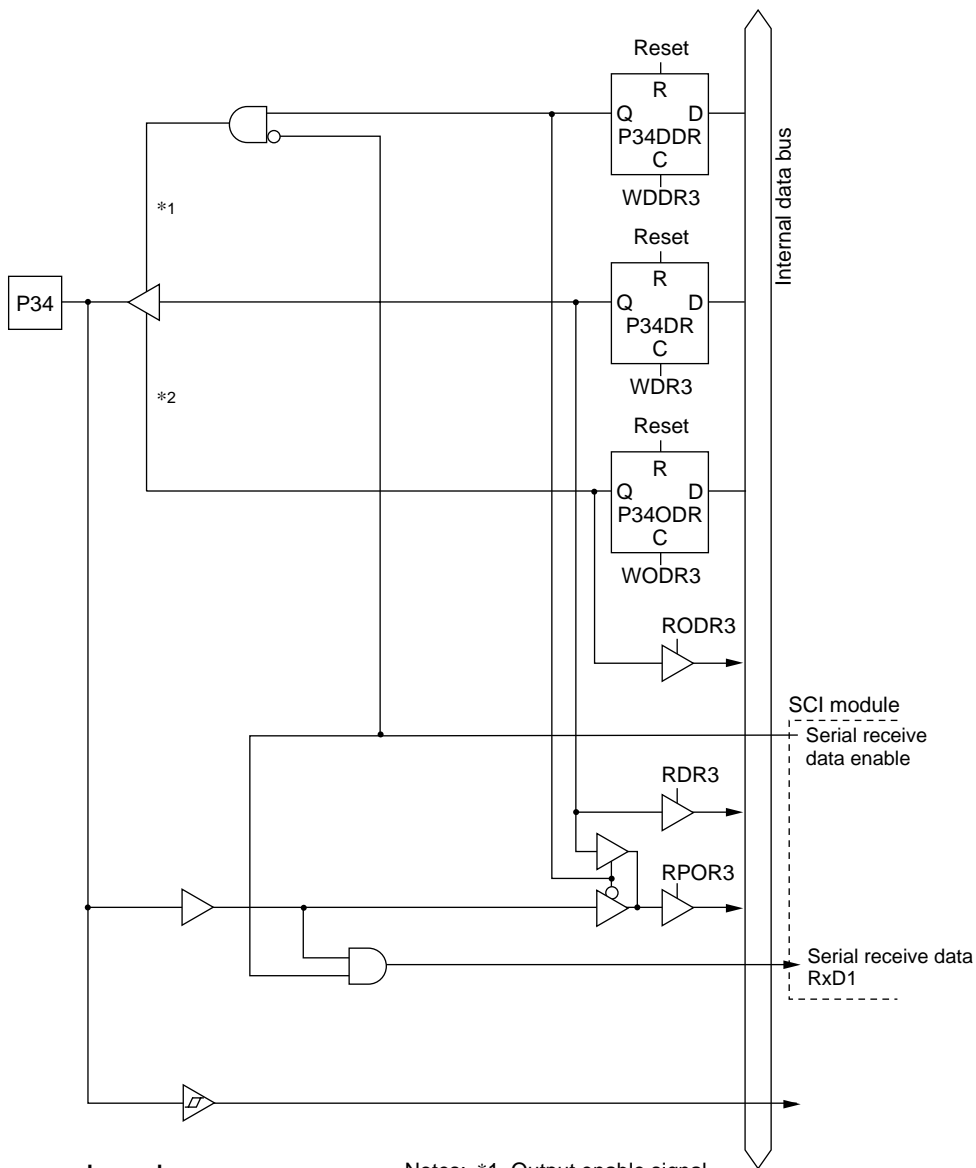 Reset
R
Q D
P34DDR
C
WDDR3
Internal data bus
*1
Reset
R
P34
Q D
P34DR
C
WDR3
*2
Reset
R
Q D
P34ODR
C
WODR3
RODR3
SCI module
Serial receive
data enable
RDR3
RPOR3
Serial receive data
RxD1
Notes: *1 Output enable signal